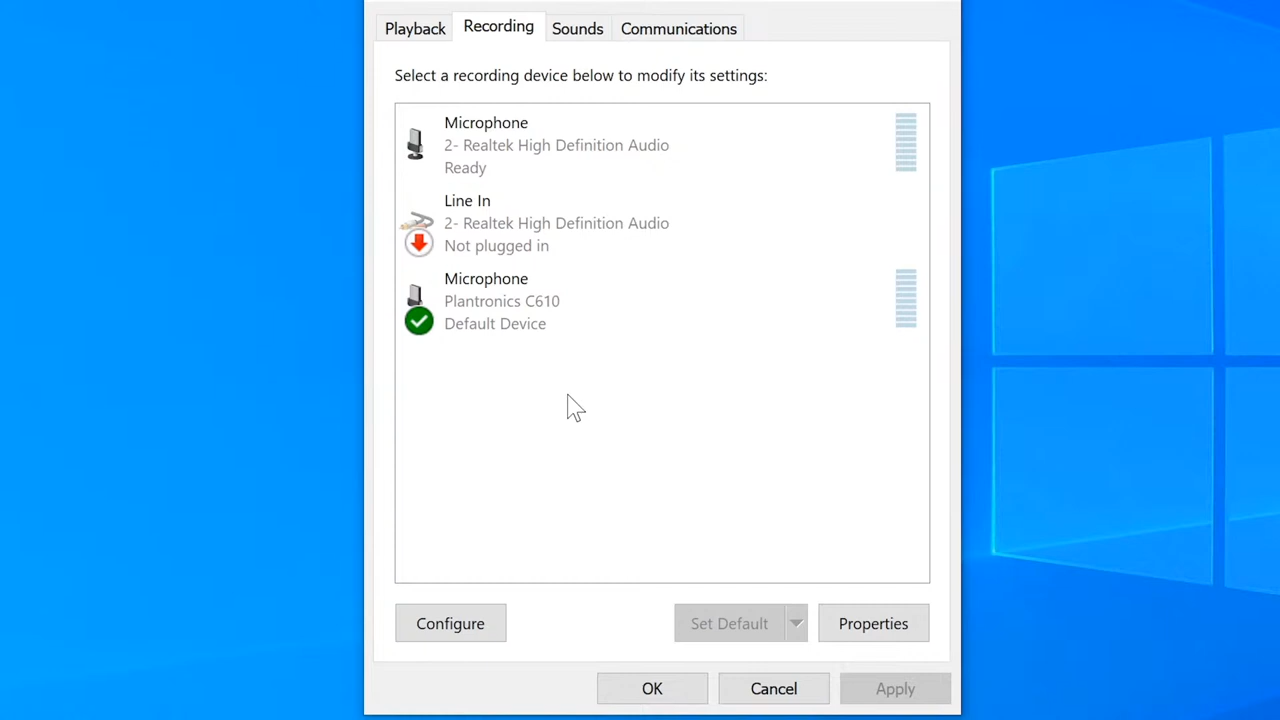 Playback Recording Sounds Communications
Select a recording device below to modify its settings:
Microphone
2- Realtek High Definition Audio
Ready
Line In
2- Realtek High Definition Audio
Not plugged in
Microphone
Plantronics C610
Default Device
Configure Set Default Properties
OK Cancel Apply